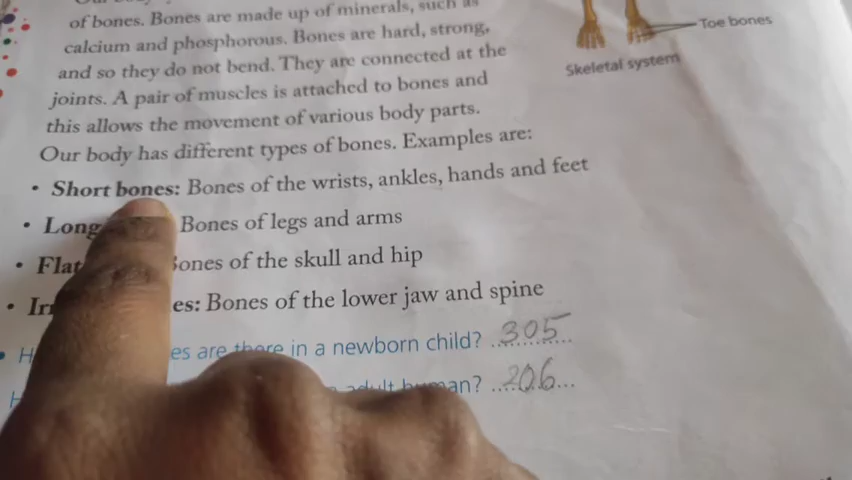 of bones. Bones are made up of minerals, such as
calcium and phosphorous. Bones are hard, strong,
and so they do not bend. They are connected at the
joints. A pair of muscles is attached to bones and
this allows the movement of various body parts.
Our body has different types of bones. Examples are:
• Short bones: Bones of the wrists, ankles, hands and feet
• Long Bones of legs and arms
• Flat Bones of the skull and hip
• es: Bones of the lower jaw and spine
• es are there in a newborn child? 305
adult human? 206
Toe bones
Skeletal system